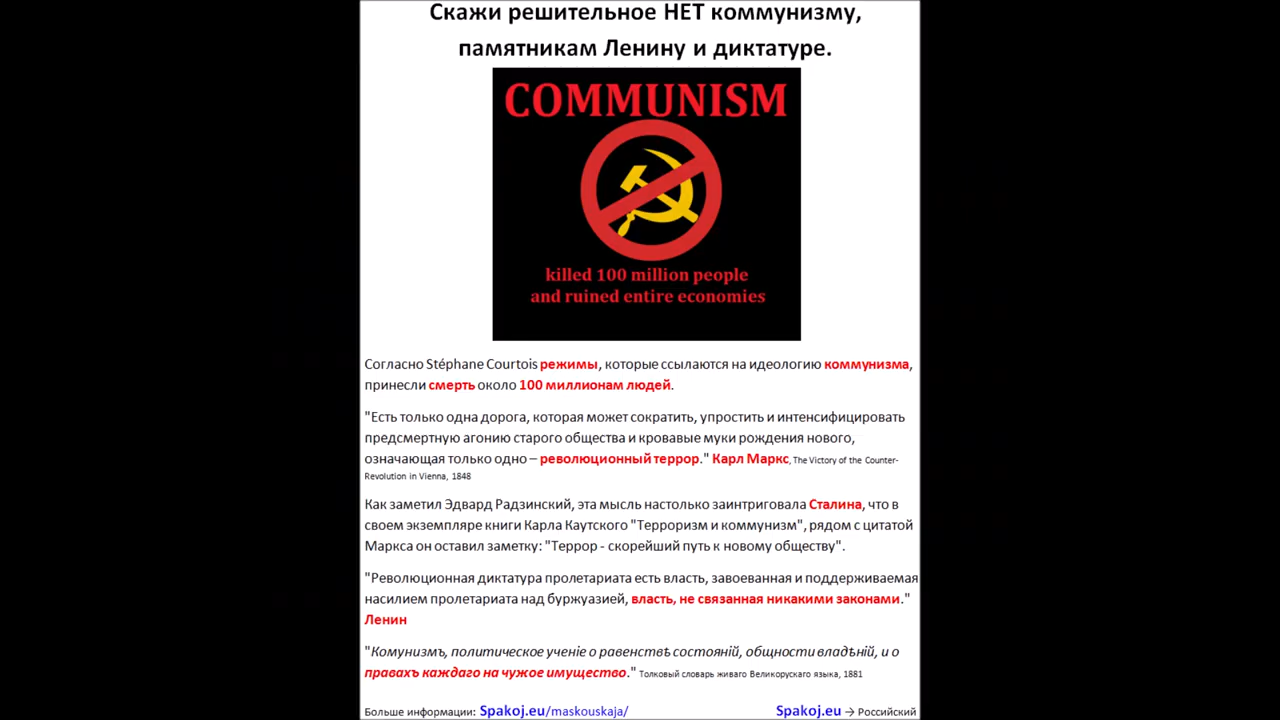 Скажи решительное НЕТ коммунизму,
памятникам Ленину и диктатуре.
COMMUNISM
killed 100 million people
and ruined entire economies
Согласно Stéphane Courtois режимы, которые ссылаются на идеологию коммунизма,
принесли смерть около 100 миллионам людей.
"Есть только одна дорога, которая может сократить, упростить и интенсифицировать
предсмертную агонию старого общества и кровавые муки рождения нового,
означающая только одно – революционный террор." Карл Маркс, The Victory of the Counter-
Revolution in Vienna, 1848
Как заметил Эдвард Радзинский, эта мысль настолько заинтриговала Сталина, что в
своем экземпляре книги Карла Каутского "Терроризм и коммунизм", рядом с цитатой
Маркса он оставил заметку: "Террор - скорейший путь к новому обществу".
"Революционная диктатура пролетариата есть власть, завоеванная и поддерживаемая
насилием пролетариата над буржуазией, власть, не связанная никакими законами."
Ленин
"Комунизмъ, политическое ученіе о равенствѣ состояній, общности владѣній, и о
правахъ каждаго на чужое имущество." Толковый словарь живаго Великорускаго языка, 1881
Больше информации: Spakoj.eu/maskouskaja/ Spakoj.eu → Российский